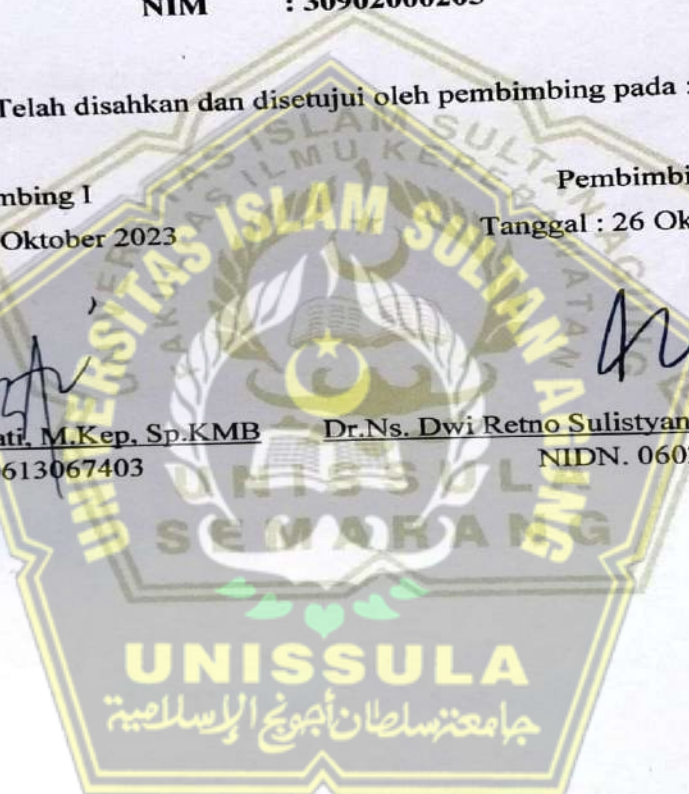 NIM : 30902000203
Telah disahkan dan disetujui oleh pembimbing pada :
mbing I
Pembimbi
Oktober 2023
Tanggal : 26 Ok
ati, M.Kep, Sp.KMB
Dr.Ns. Dwi Retno Sulistyan
613067403
NIDN. 060
UNIVERSITAS ISLAM SULTAN AGUNG
UNISSULA
SEMARANG
UNISSULA
جامعة سلطان أجونج الإسلامية